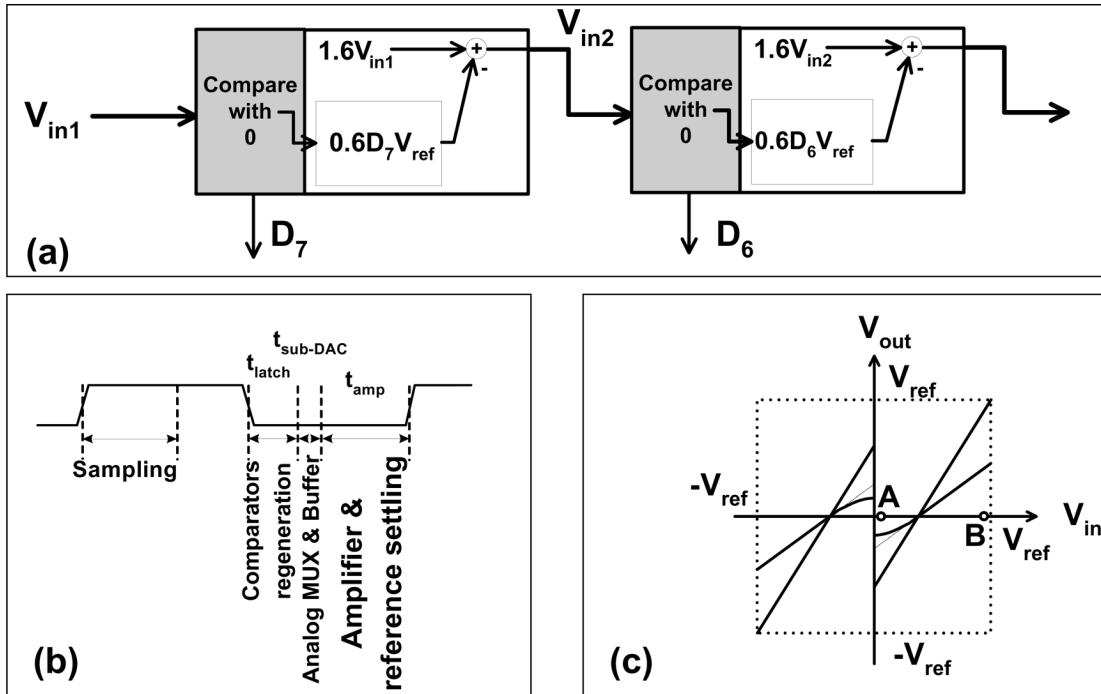 (a)
V_in1
Compare
with
0
1.6V_in1
+
-
0.6D_7V_ref
D_7
V_in2
Compare
with
0
1.6V_in2
+
-
0.6D_6V_ref
D_6
(b)
t_sub-DAC
t_latch
t_amp
Sampling
Comparators
regeneration
Analog MUX & Buffer
Amplifier &
reference settling
(c)
V_out
V_ref
-V_ref
A
B
V_ref
V_in
-V_ref